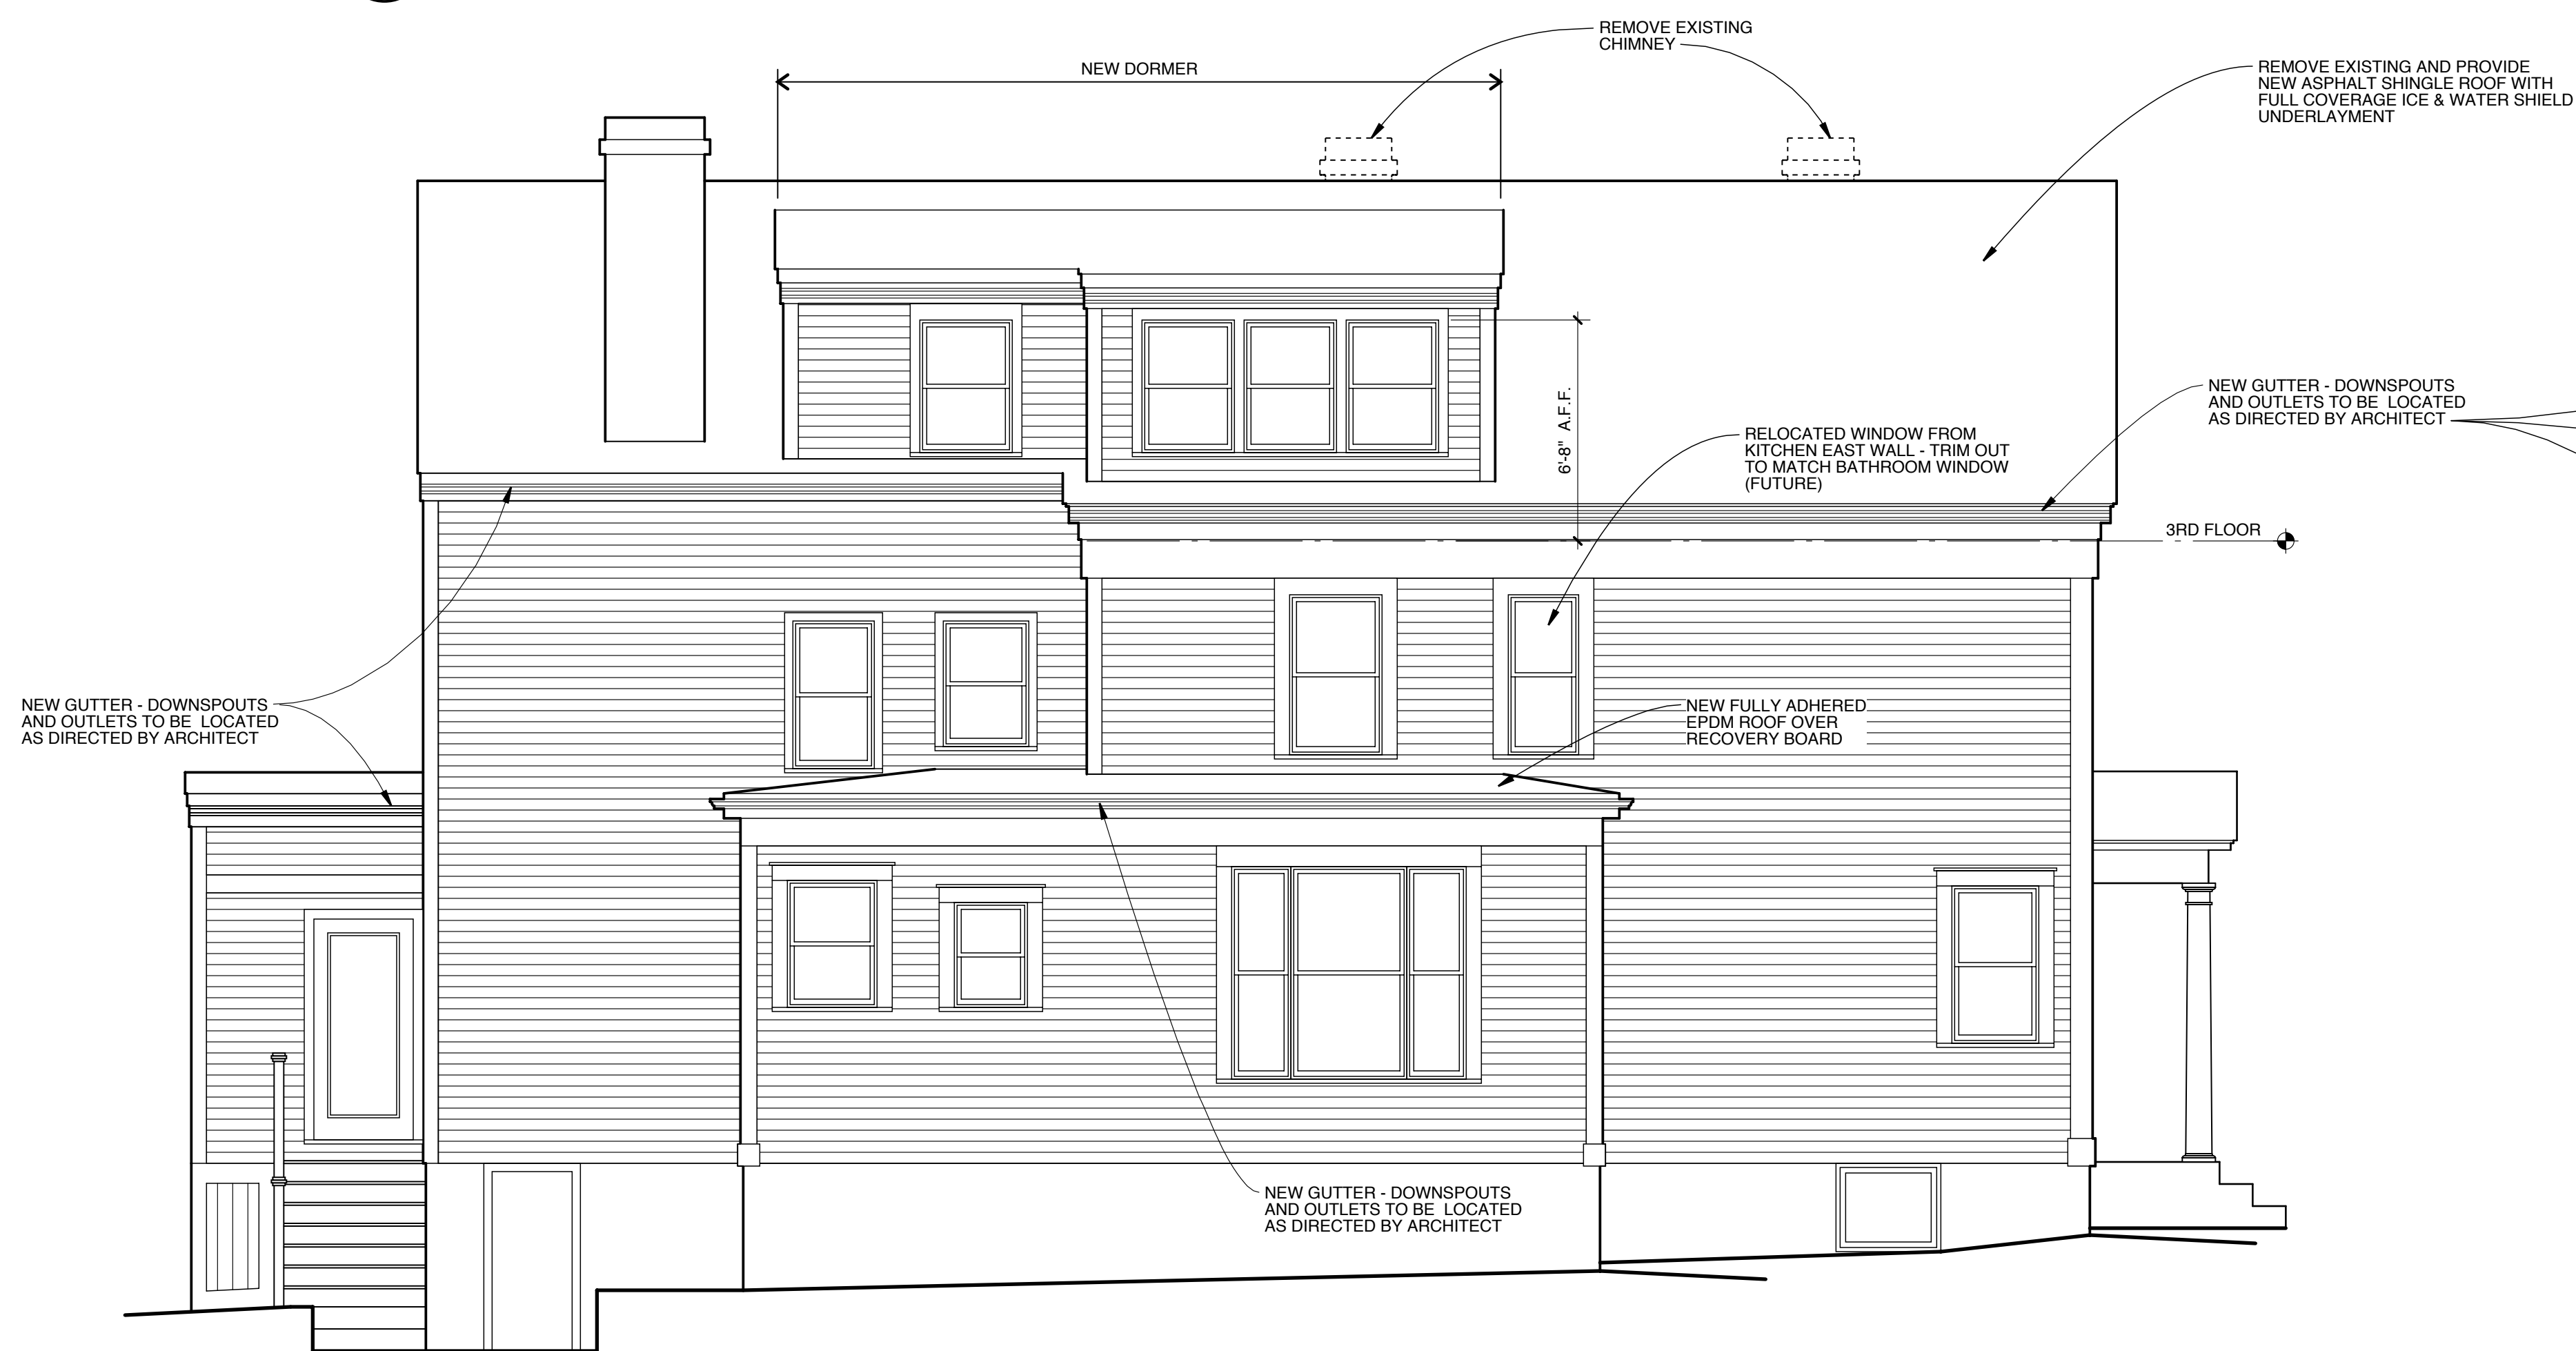 REMOVE EXISTING
CHIMNEY
NEW DORMER
REMOVE EXISTING AND PROVIDE
NEW ASPHALT SHINGLE ROOF WITH
FULL COVERAGE ICE & WATER SHIELD
UNDERLAYMENT
NEW GUTTER - DOWNSPOUTS
AND OUTLETS TO BE LOCATED
AS DIRECTED BY ARCHITECT
6'-8" A.F.F.
RELOCATED WINDOW FROM
KITCHEN EAST WALL - TRIM OUT
TO MATCH BATHROOM WINDOW
(FUTURE)
3RD FLOOR
NEW GUTTER - DOWNSPOUTS
AND OUTLETS TO BE LOCATED
AS DIRECTED BY ARCHITECT
NEW FULLY ADHERED
EPDM ROOF OVER
RECOVERY BOARD
NEW GUTTER - DOWNSPOUTS
AND OUTLETS TO BE LOCATED
AS DIRECTED BY ARCHITECT